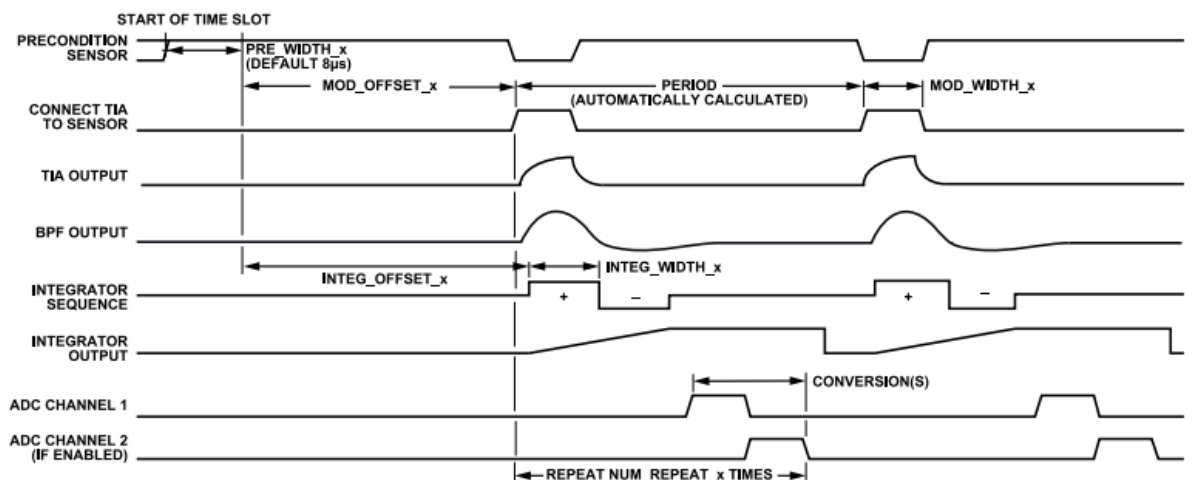 START OF TIME SLOT
PRECONDITION
SENSOR
PRE_WIDTH_x
(DEFAULT 8µs)
MOD_OFFSET_x
PERIOD
(AUTOMATICALLY CALCULATED)
MOD_WIDTH_x
CONNECT TIA
TO SENSOR
TIA OUTPUT
BPF OUTPUT
INTEG_OFFSET_x
INTEG_WIDTH_x
INTEGRATOR
SEQUENCE
+ – + –
INTEGRATOR
OUTPUT
CONVERSION(S)
ADC CHANNEL 1
ADC CHANNEL 2
(IF ENABLED)
REPEAT NUM_REPEAT_x TIMES